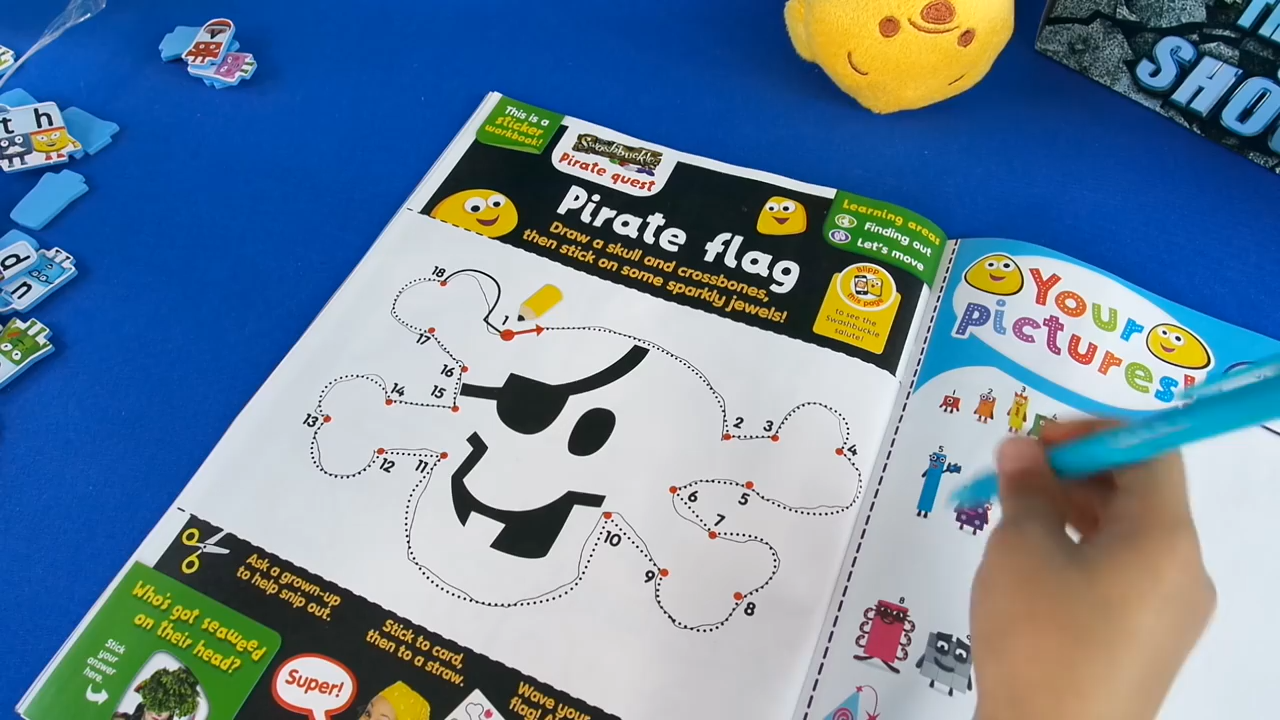 This is a
sticker
workbook!
Swashbuckle
Pirate quest
Pirate flag
Draw a skull and crossbones,
then stick on some sparkly jewels!
Learning areas
Finding out
Let's move
Blipp
this page
to see the
Swashbuckle
salute!
18
1
17
16
15
14
13
12
11
2
3
4
5
6
7
10
9
8
Ask a grown-up
to help snip out.
Who's got seaweed
on their head?
Stick
your
answer
here.
Super!
Stick to card,
then to a straw.
Wave your
Your
pictures!
1
2
3
5
8
t h
d
n
SHO